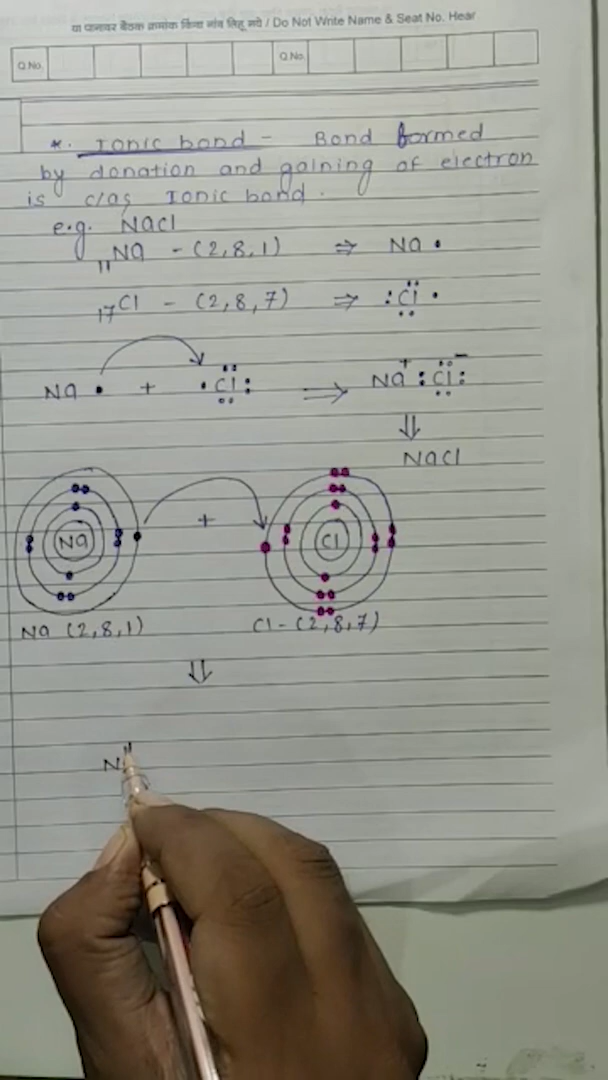 या पानावर बैठक क्रमांक किंवा नांव लिहू नये / Do Not Write Name & Seat No. Hear
Q.No. Q.No.
*. Ionic bond - Bond formed
by donation and gaining of electron
is c/as Ionic bond.
e.g. NaCl
₁₁Na - (2,8,1) ⇒ Na •
₁₇Cl - (2,8,7) ⇒ :Cl •
Na • + • Cl : ⇒ Na⁺ : Cl :⁻
⇓
NaCl
Na + Cl
Na (2,8,1) Cl - (2,8,7)
⇓
N